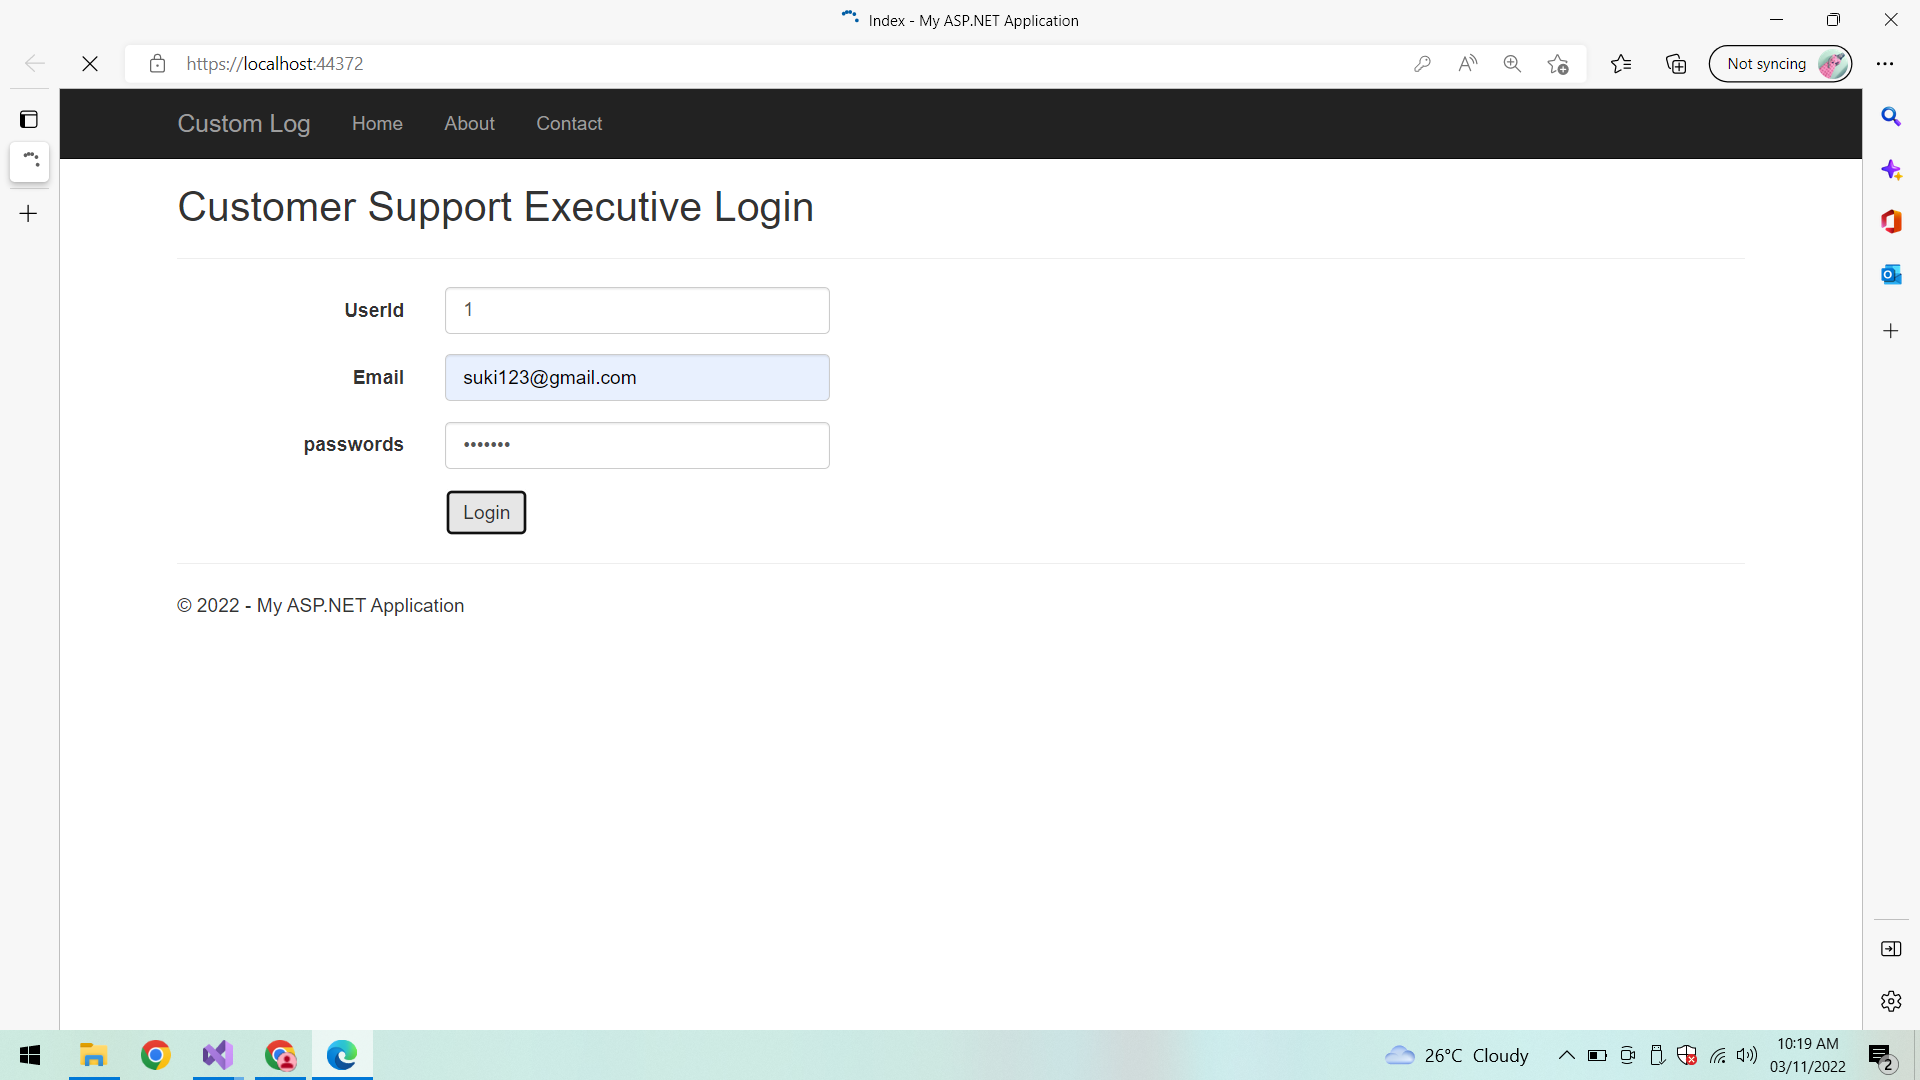 Index - My ASP.NET Application
https://localhost:44372
Not syncing
Custom Log Home About Contact
Customer Support Executive Login
UserId 1
Email suki123@gmail.com
passwords •••••••
Login
© 2022 - My ASP.NET Application
26°C Cloudy
10:19 AM
03/11/2022
2